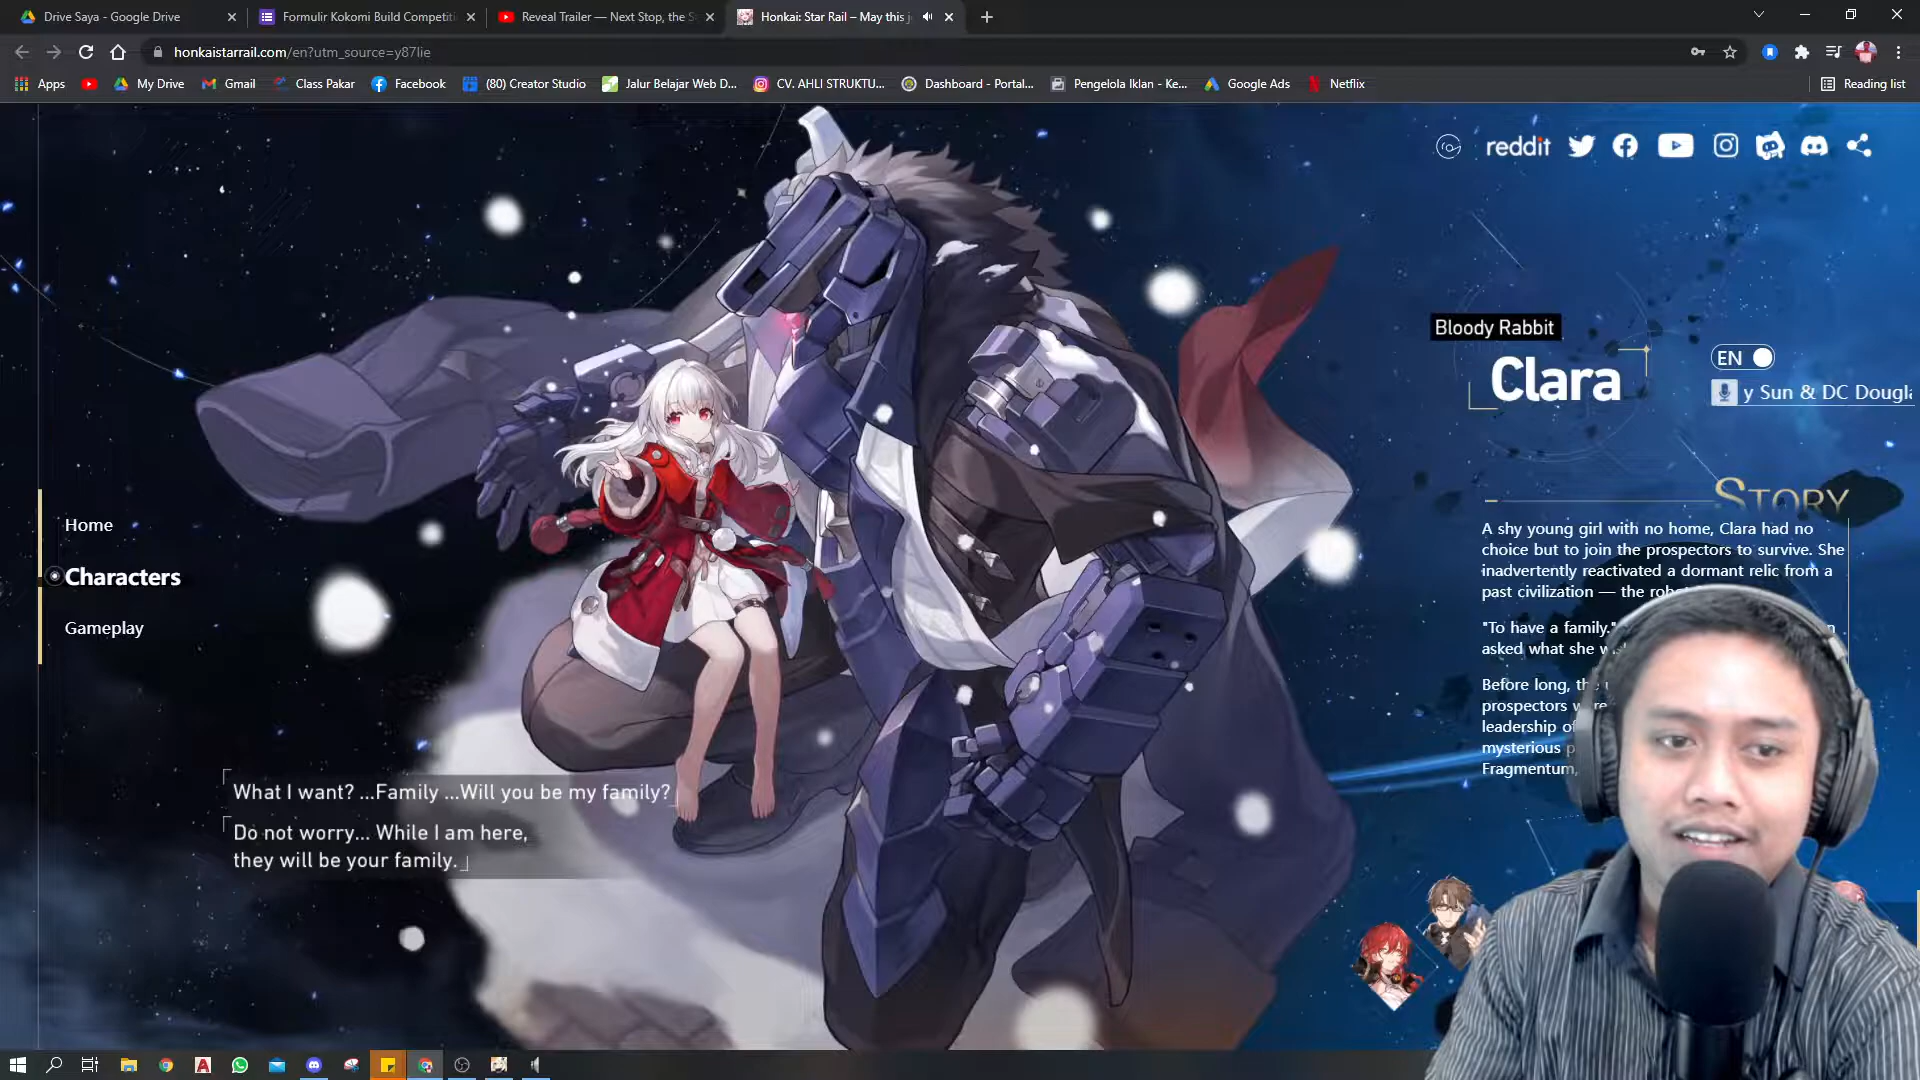 Drive Saya - Google Drive
Formulir Kokomi Build Competiti
Reveal Trailer — Next Stop, the S
Honkai: Star Rail – May this j
honkaistarrail.com/en?utm_source=y87lie
Apps
My Drive
Gmail
Class Pakar
Facebook
(80) Creator Studio
Jalur Belajar Web D...
CV. AHLI STRUKTU...
Dashboard - Portal...
Pengelola Iklan - Ke...
Google Ads
Netflix
Reading list
reddit
Bloody Rabbit
Clara
EN
y Sun & DC Dougla
STORY
A shy young girl with no home, Clara had no
choice but to join the prospectors to survive. She
inadvertently reactivated a dormant relic from a
past civilization — the
"To have a family."
asked what she
Before long, the
prospectors
leadership of
mysterious
Fragmentum,
Home
Characters
Gameplay
「What I want? ...Family ...Will you be my family?」
「Do not worry... While I am here,
they will be your family.」